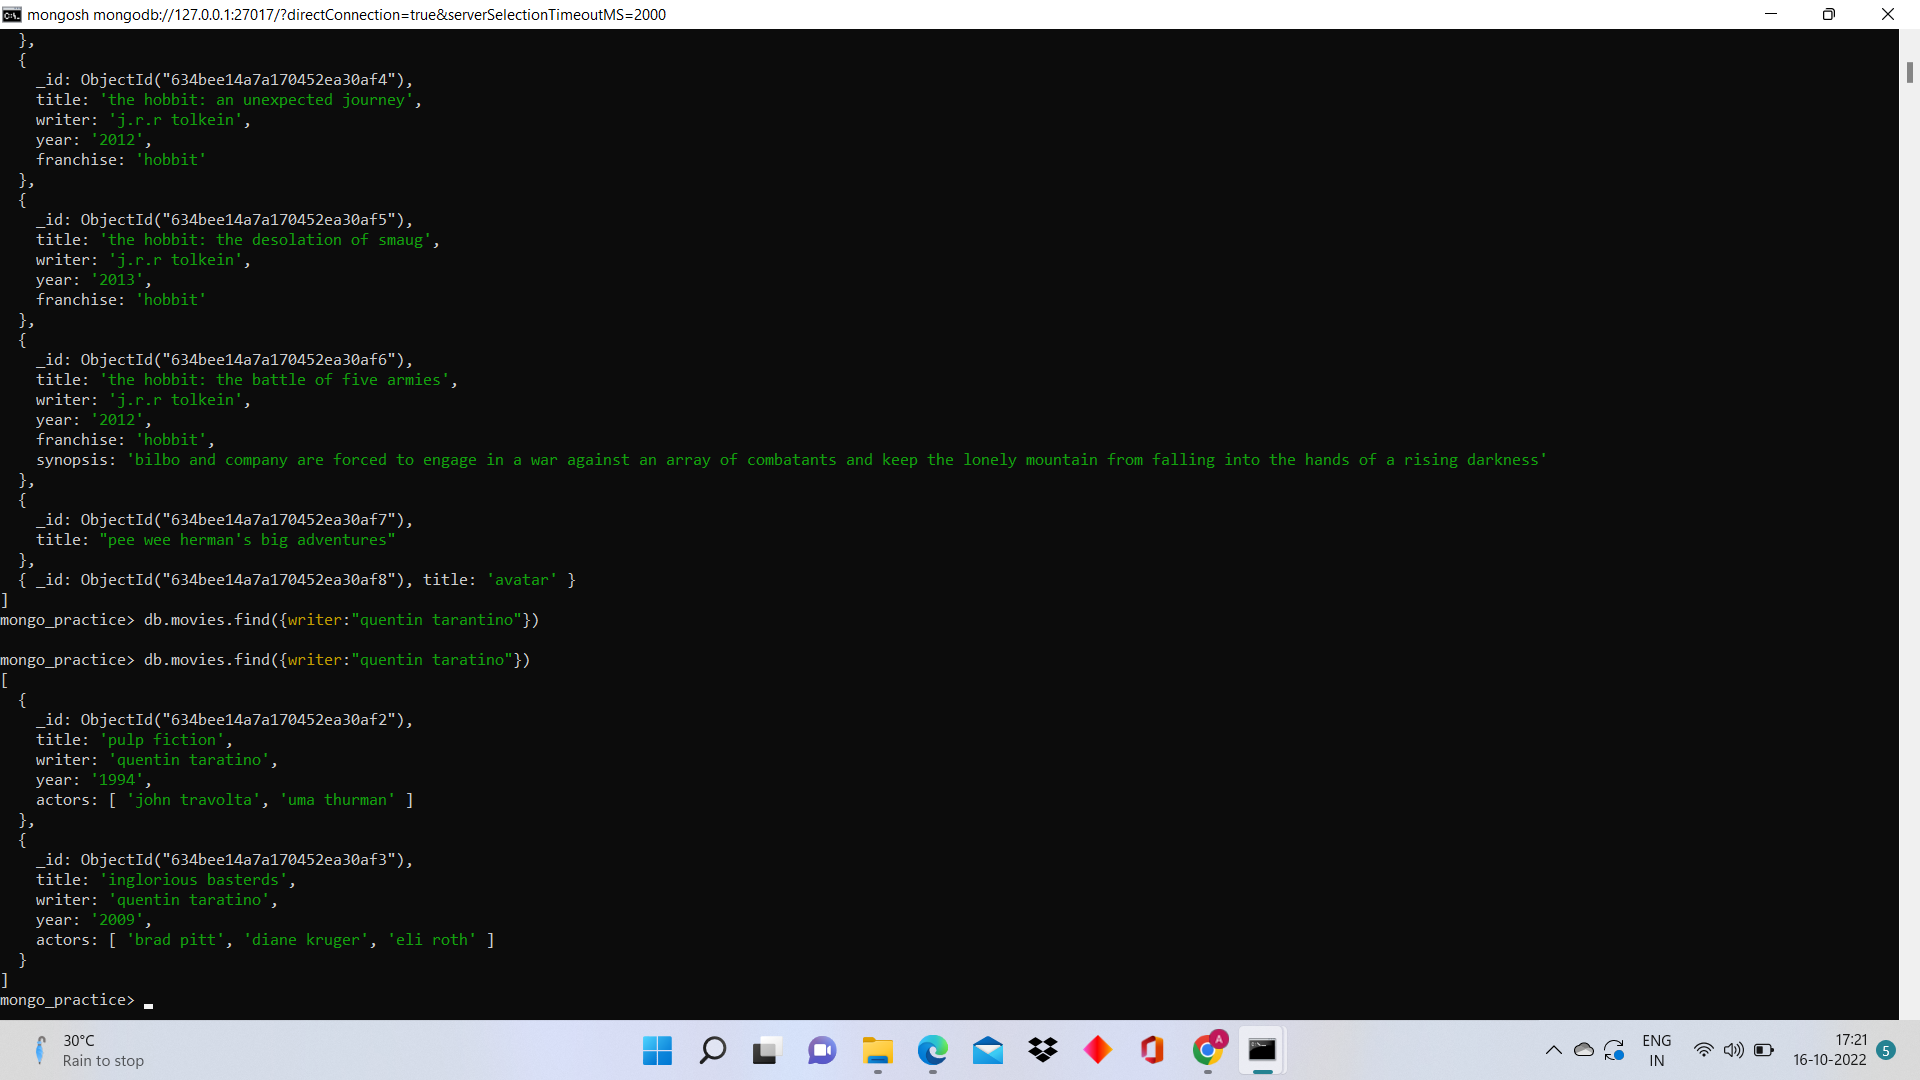 mongosh mongodb://127.0.0.1:27017/?directConnection=true&serverSelectionTimeoutMS=2000
  },
  {
    _id: ObjectId("634bee14a7a170452ea30af4"),
    title: 'the hobbit: an unexpected journey',
    writer: 'j.r.r tolkein',
    year: '2012',
    franchise: 'hobbit'
  },
  {
    _id: ObjectId("634bee14a7a170452ea30af5"),
    title: 'the hobbit: the desolation of smaug',
    writer: 'j.r.r tolkein',
    year: '2013',
    franchise: 'hobbit'
  },
  {
    _id: ObjectId("634bee14a7a170452ea30af6"),
    title: 'the hobbit: the battle of five armies',
    writer: 'j.r.r tolkein',
    year: '2012',
    franchise: 'hobbit',
    synopsis: 'bilbo and company are forced to engage in a war against an array of combatants and keep the lonely mountain from falling into the hands of a rising darkness'
  },
  {
    _id: ObjectId("634bee14a7a170452ea30af7"),
    title: "pee wee herman's big adventures"
  },
  { _id: ObjectId("634bee14a7a170452ea30af8"), title: 'avatar' }
]
mongo_practice> db.movies.find({writer:"quentin tarantino"})
mongo_practice> db.movies.find({writer:"quentin taratino"})
[
  {
    _id: ObjectId("634bee14a7a170452ea30af2"),
    title: 'pulp fiction',
    writer: 'quentin taratino',
    year: '1994',
    actors: [ 'john travolta', 'uma thurman' ]
  },
  {
    _id: ObjectId("634bee14a7a170452ea30af3"),
    title: 'inglorious basterds',
    writer: 'quentin taratino',
    year: '2009',
    actors: [ 'brad pitt', 'diane kruger', 'eli roth' ]
  }
]
mongo_practice>
30°C
Rain to stop
A
ENG
IN
17:21
16-10-2022
5